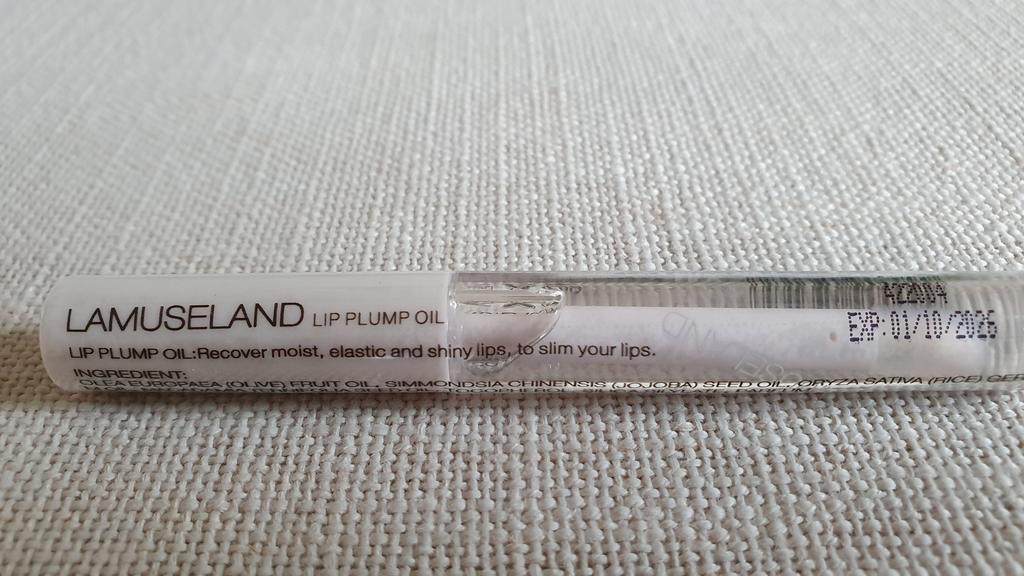 LAMUSELAND LIP PLUMP OIL
LIP PLUMP OIL:Recover moist, elastic and shiny lips, to slim your lips.
INGREDIENT:
OLEA EUROPAEA (OLIVE) FRUIT OIL, SIMMONDSIA CHINENSIS (JOJOBA) SEED OIL, ORYZA SATIVA (RICE) GER
EXP:01/10/2026